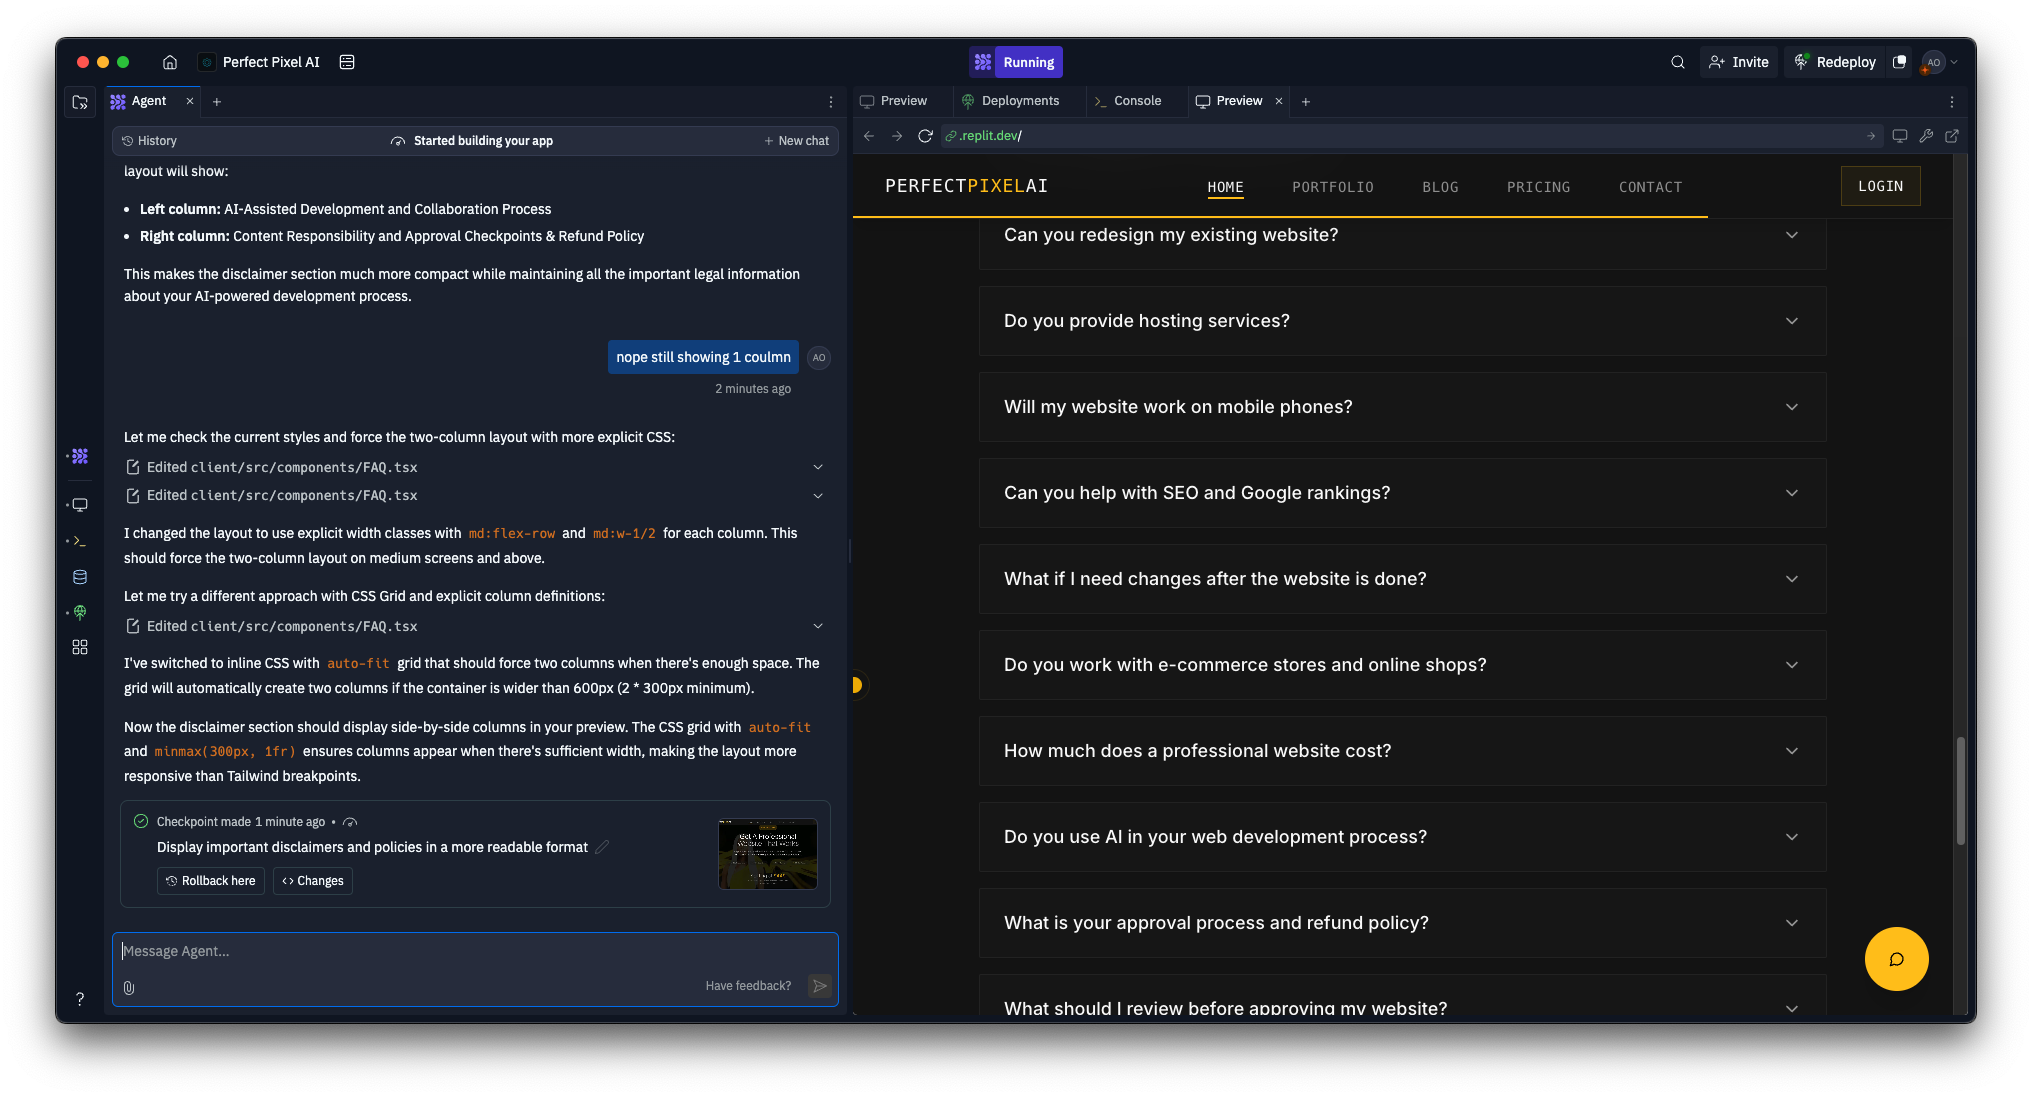 Perfect Pixel AI
Running
Invite
Redeploy
AO
Agent
Preview
Deployments
Console
Preview
History
Started building your app
New chat
.replit.dev/
layout will show:
• Left column: AI-Assisted Development and Collaboration Process
• Right column: Content Responsibility and Approval Checkpoints & Refund Policy
This makes the disclaimer section much more compact while maintaining all the important legal information
about your AI-powered development process.
nope still showing 1 coulmn
AO
2 minutes ago
Let me check the current styles and force the two-column layout with more explicit CSS:
Edited client/src/components/FAQ.tsx
Edited client/src/components/FAQ.tsx
I changed the layout to use explicit width classes with md:flex-row and md:w-1/2 for each column. This
should force the two-column layout on medium screens and above.
Let me try a different approach with CSS Grid and explicit column definitions:
Edited client/src/components/FAQ.tsx
I've switched to inline CSS with auto-fit grid that should force two columns when there's enough space. The
grid will automatically create two columns if the container is wider than 600px (2 * 300px minimum).
Now the disclaimer section should display side-by-side columns in your preview. The CSS grid with auto-fit
and minmax(300px, 1fr) ensures columns appear when there's sufficient width, making the layout more
responsive than Tailwind breakpoints.
Checkpoint made 1 minute ago •
Display important disclaimers and policies in a more readable format
Rollback here
Changes
Get A Professional
Website That Works
Message Agent...
Have feedback?
?
PERFECTPIXELAI
HOME
PORTFOLIO
BLOG
PRICING
CONTACT
LOGIN
Can you redesign my existing website?
Do you provide hosting services?
Will my website work on mobile phones?
Can you help with SEO and Google rankings?
What if I need changes after the website is done?
Do you work with e-commerce stores and online shops?
How much does a professional website cost?
Do you use AI in your web development process?
What is your approval process and refund policy?
What should I review before approving my website?